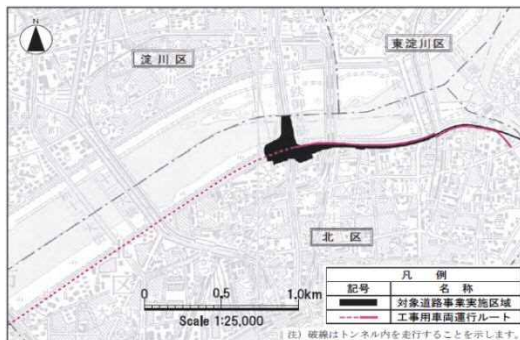 淀川区
東淀川区
北区
0 0.5 1.0km
Scale 1:25,000
凡例
記号 名称
対象道路事業実施区域
工事用車両運行ルート
注）破線はトンネル内を走行することを示します。